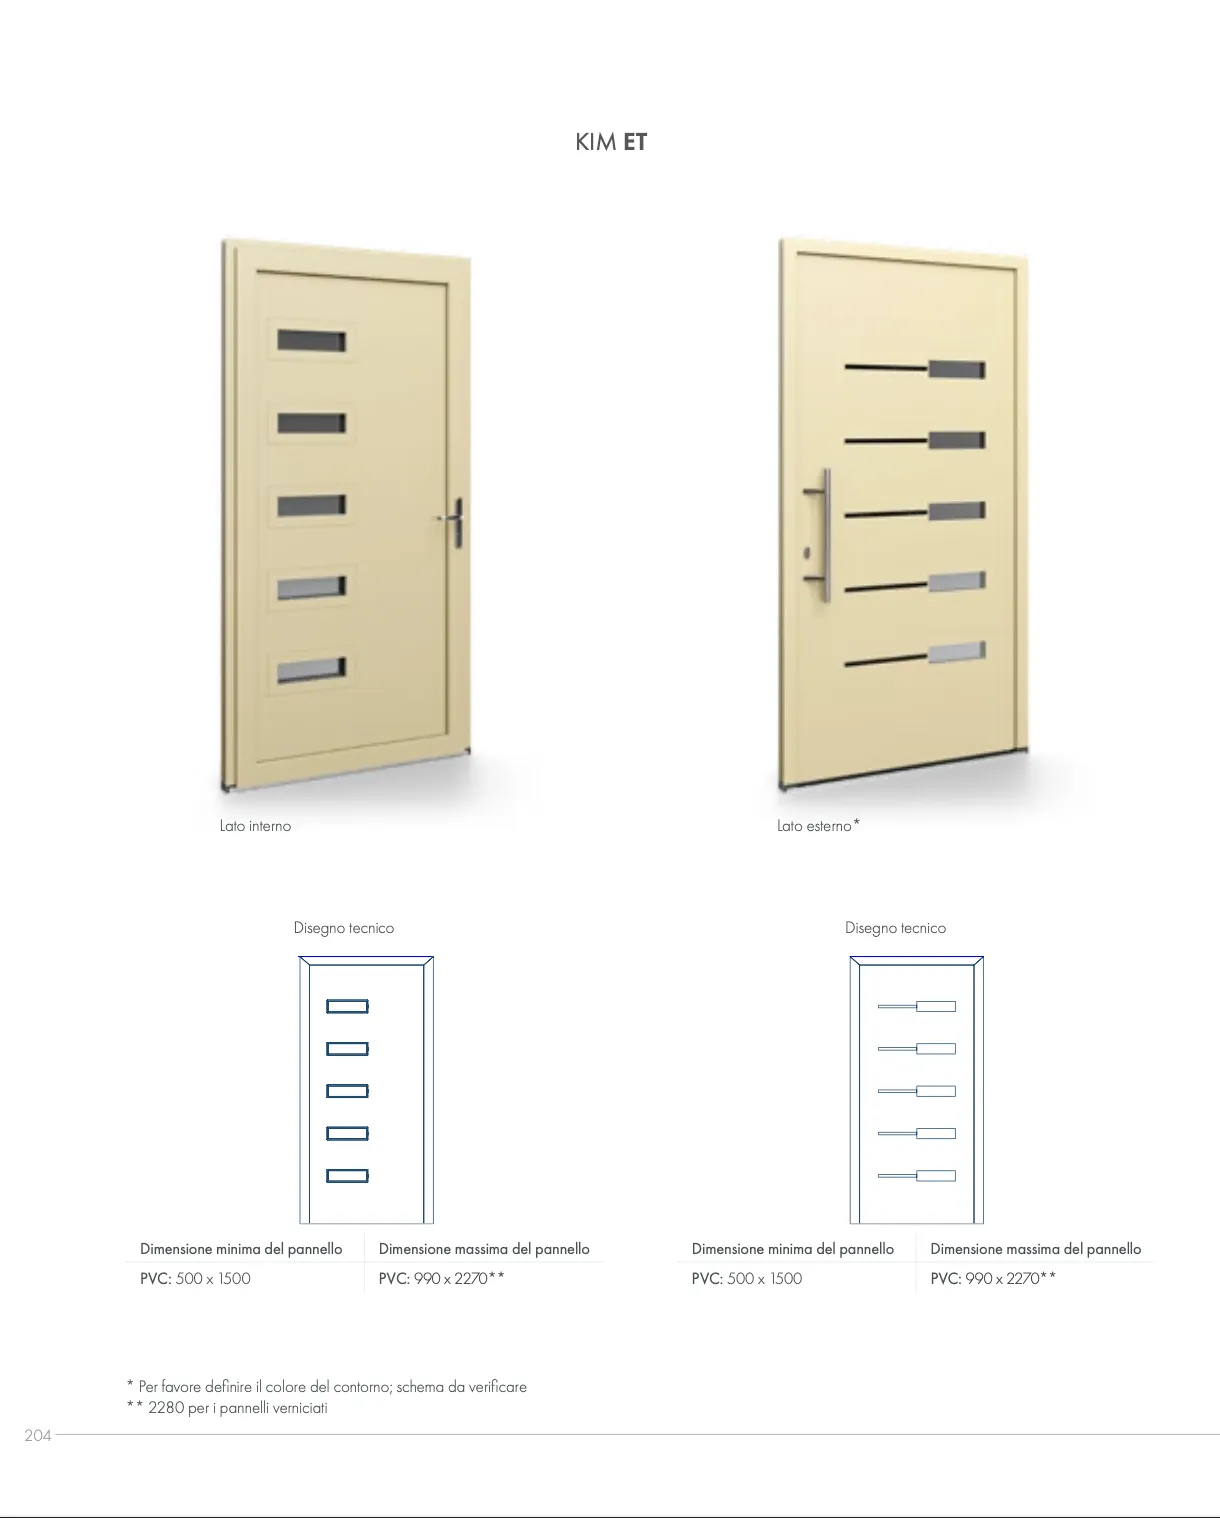 KIM ET
Lato interno
Lato esterno*
Disegno tecnico
Disegno tecnico
Dimensione minima del pannello
Dimensione massima del pannello
PVC: 500 x 1500
PVC: 990 x 2270**
Dimensione minima del pannello
Dimensione massima del pannello
PVC: 500 x 1500
PVC: 990 x 2270**
* Per favore definire il colore del contorno; schema da verificare
** 2280 per i pannelli verniciati
204